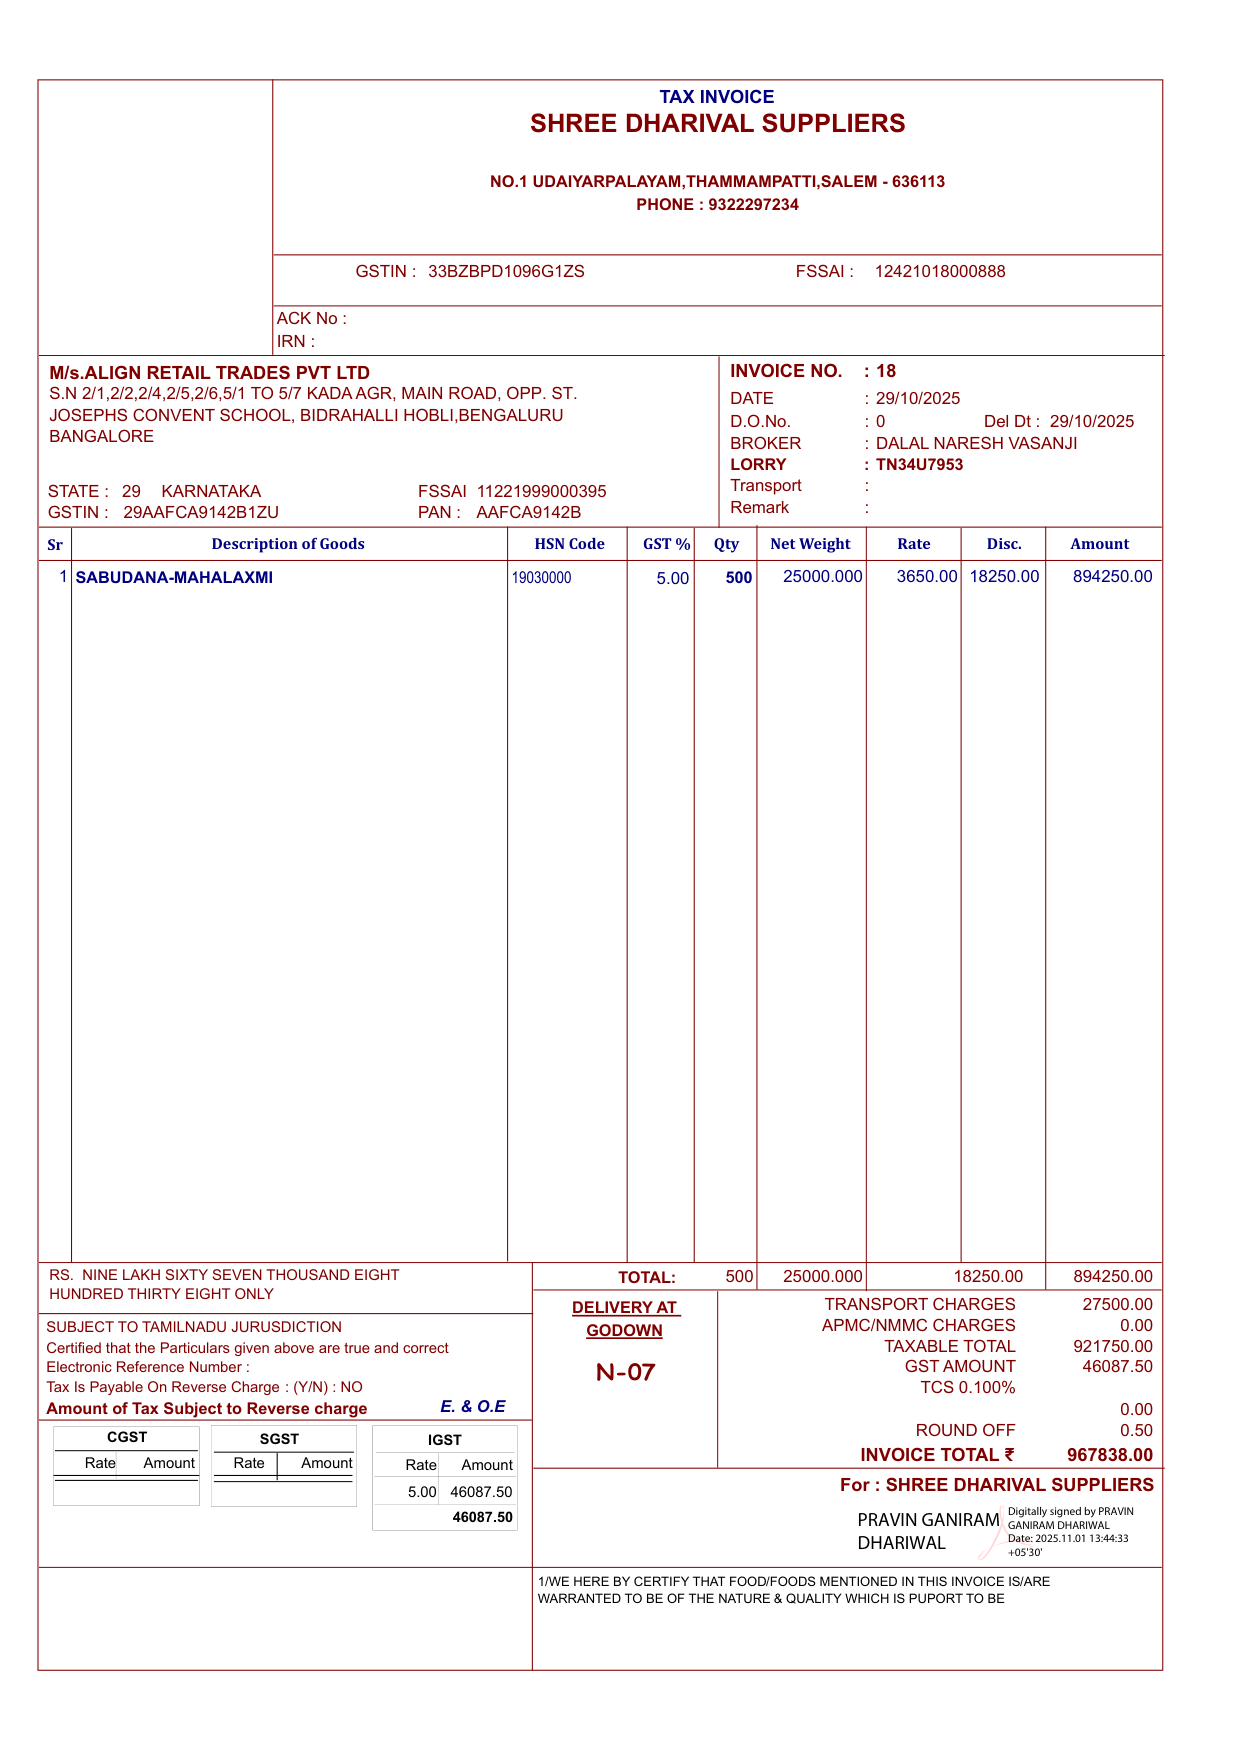 TAX INVOICE
SHREE DHARIVAL SUPPLIERS
NO.1 UDAIYARPALAYAM,THAMMAMPATTI,SALEM - 636113
PHONE : 9322297234
GSTIN : 33BZBPD1096G1ZS FSSAI : 12421018000888
ACK No :
IRN :
M/s.ALIGN RETAIL TRADES PVT LTD
S.N 2/1,2/2,2/4,2/5,2/6,5/1 TO 5/7 KADA AGR, MAIN ROAD, OPP. ST.
JOSEPHS CONVENT SCHOOL, BIDRAHALLI HOBLI,BENGALURU
BANGALORE
STATE : 29 KARNATAKA FSSAI 11221999000395
GSTIN : 29AAFCA9142B1ZU PAN : AAFCA9142B
INVOICE NO. : 18
DATE : 29/10/2025
D.O.No. : 0 Del Dt : 29/10/2025
BROKER : DALAL NARESH VASANJI
LORRY : TN34U7953
Transport :
Remark :
Sr Description of Goods HSN Code GST % Qty Net Weight Rate Disc. Amount
1 SABUDANA-MAHALAXMI 19030000 5.00 500 25000.000 3650.00 18250.00 894250.00
RS. NINE LAKH SIXTY SEVEN THOUSAND EIGHT
HUNDRED THIRTY EIGHT ONLY
TOTAL: 500 25000.000 18250.00 894250.00
SUBJECT TO TAMILNADU JURUSDICTION
Certified that the Particulars given above are true and correct
Electronic Reference Number :
Tax Is Payable On Reverse Charge : (Y/N) : NO
Amount of Tax Subject to Reverse charge E. & O.E
DELIVERY AT
GODOWN
N-07
TRANSPORT CHARGES 27500.00
APMC/NMMC CHARGES 0.00
TAXABLE TOTAL 921750.00
GST AMOUNT 46087.50
TCS 0.100%
0.00
ROUND OFF 0.50
INVOICE TOTAL ₹ 967838.00
CGST SGST IGST
Rate Amount Rate Amount Rate Amount
5.00 46087.50
46087.50
For : SHREE DHARIVAL SUPPLIERS
PRAVIN GANIRAM
DHARIWAL
Digitally signed by PRAVIN
GANIRAM DHARIWAL
Date: 2025.11.01 13:44:33
+05'30'
1/WE HERE BY CERTIFY THAT FOOD/FOODS MENTIONED IN THIS INVOICE IS/ARE
WARRANTED TO BE OF THE NATURE & QUALITY WHICH IS PUPORT TO BE